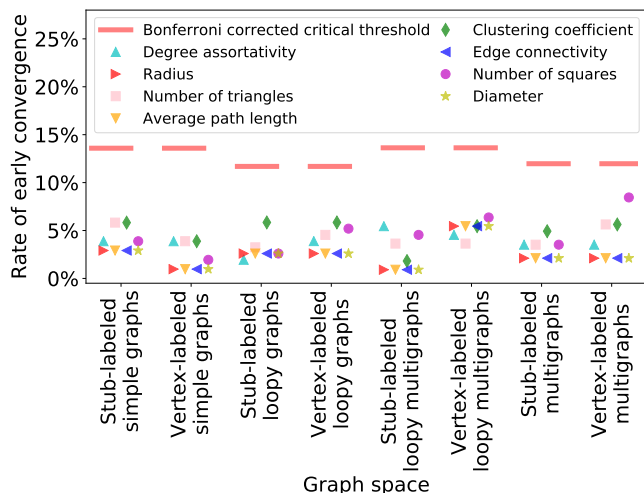 25%
20%
15%
10%
5%
0%
Rate of early convergence
Bonferroni corrected critical threshold
Degree assortativity
Radius
Number of triangles
Average path length
Clustering coefficient
Edge connectivity
Number of squares
Diameter
Stub-labeled
simple graphs
Vertex-labeled
simple graphs
Stub-labeled
loopy graphs
Vertex-labeled
loopy graphs
Stub-labeled
loopy multigraphs
Vertex-labeled
loopy multigraphs
Stub-labeled
multigraphs
Vertex-labeled
multigraphs
Graph space